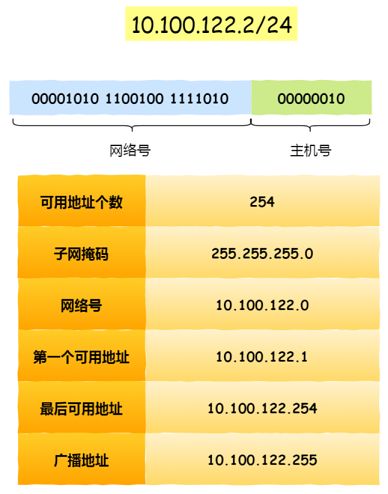 10.100.122.2/24
00001010 1100100 1111010 00000010
网络号 主机号
可用地址个数 254
子网掩码 255.255.255.0
网络号 10.100.122.0
第一个可用地址 10.100.122.1
最后可用地址 10.100.122.254
广播地址 10.100.122.255